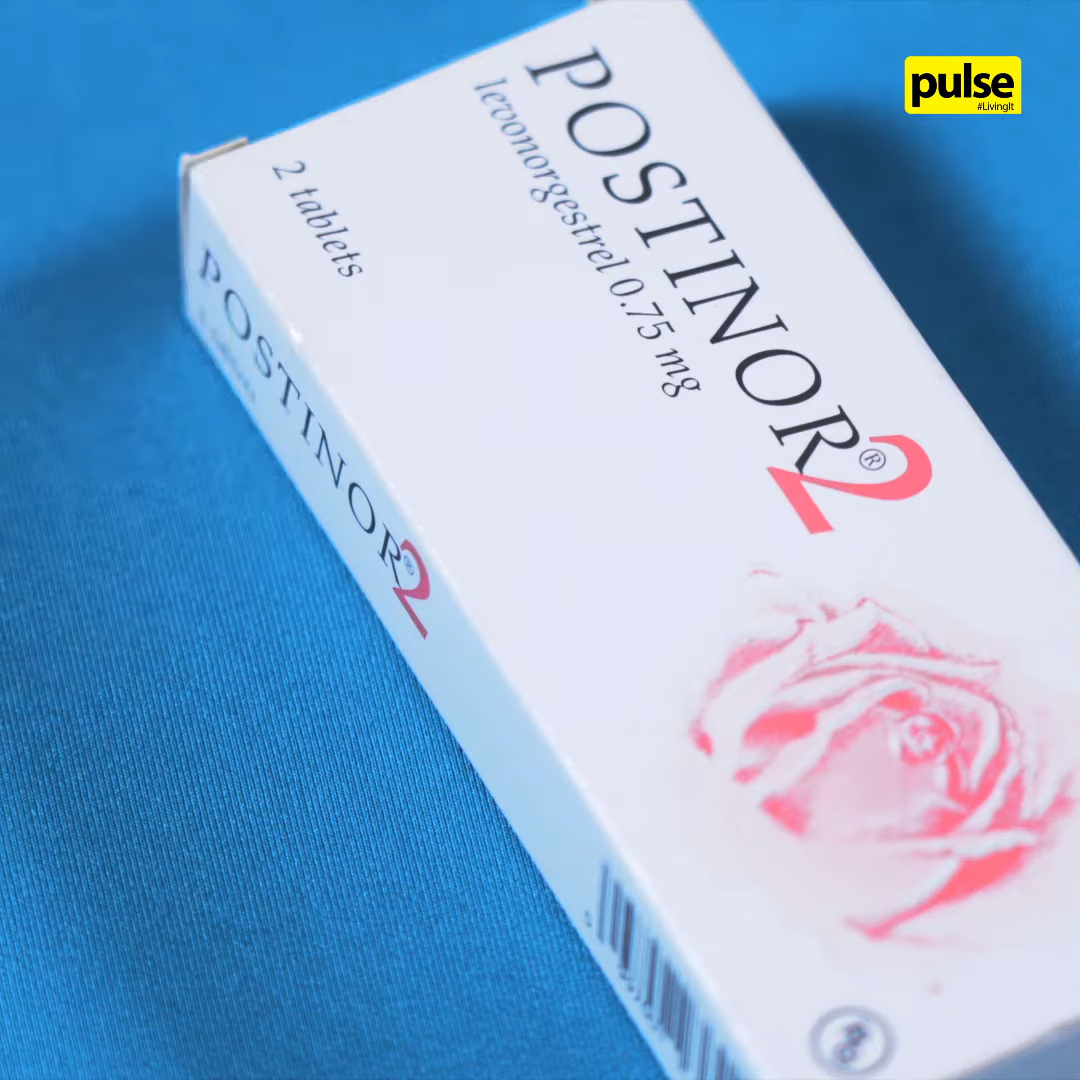 pulse
#LivingIt
POSTINOR®2
levonorgestrel 0.75 mg
2 tablets
POSTINOR®2